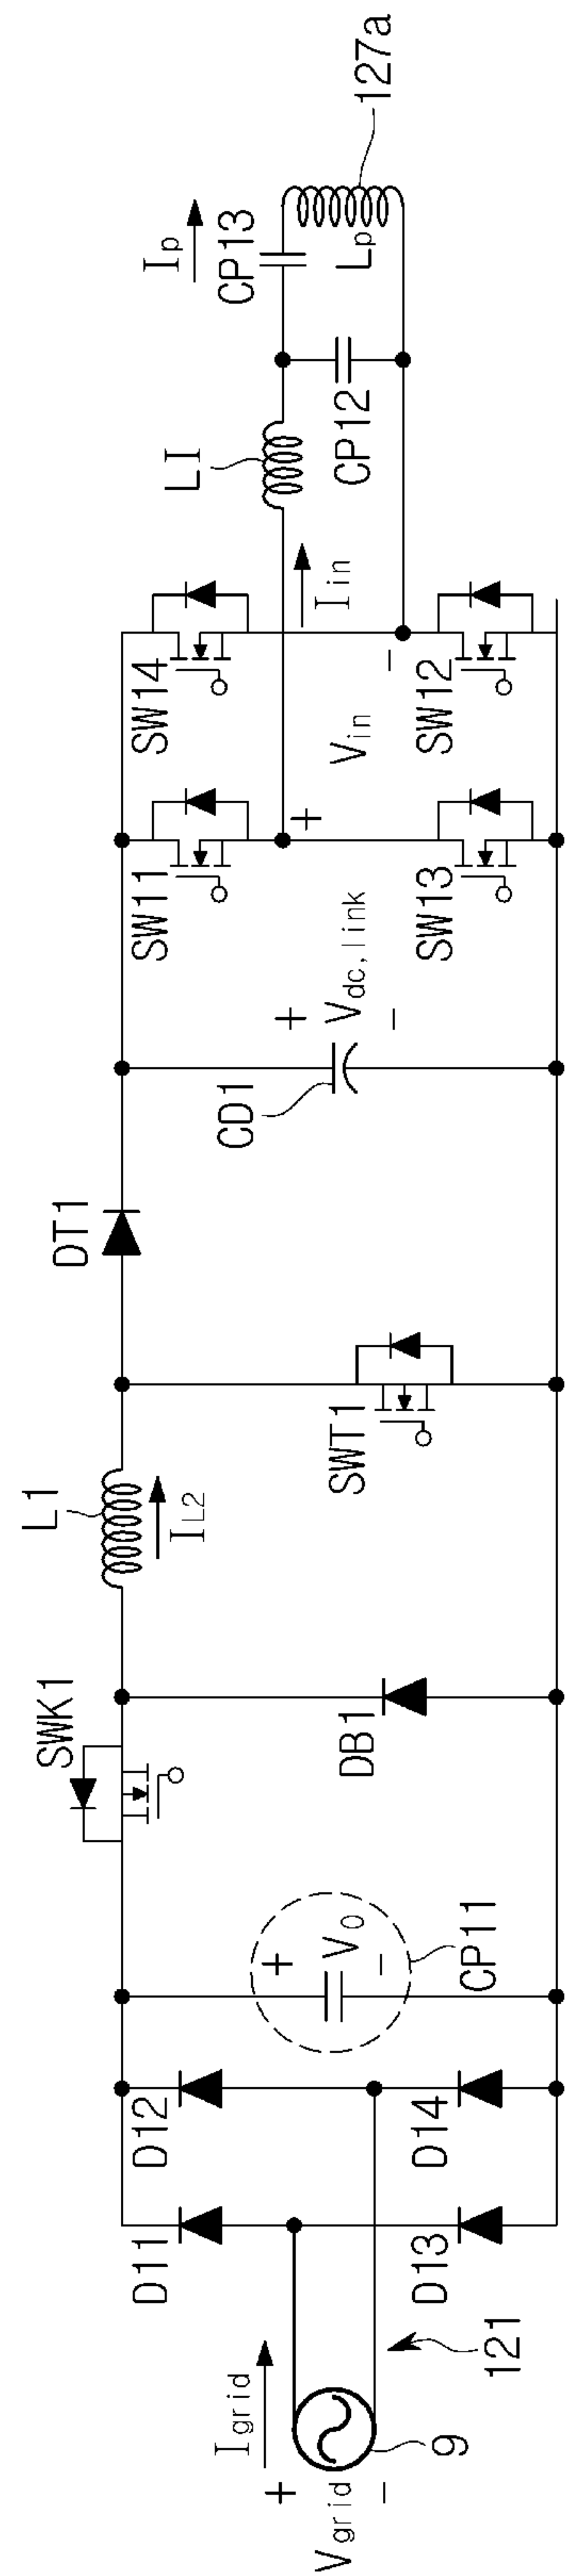 Vgrid
+
-
Igrid
9
121
D11
D12
D13
D14
+
V0
-
CP11
SWK1
DB1
L1
IL2
SWT1
DT1
CD1
+
Vdc,link
-
SW11
SW14
SW13
SW12
+
Vin
-
Iin
LI
CP12
CP13
Ip
Lp
127a